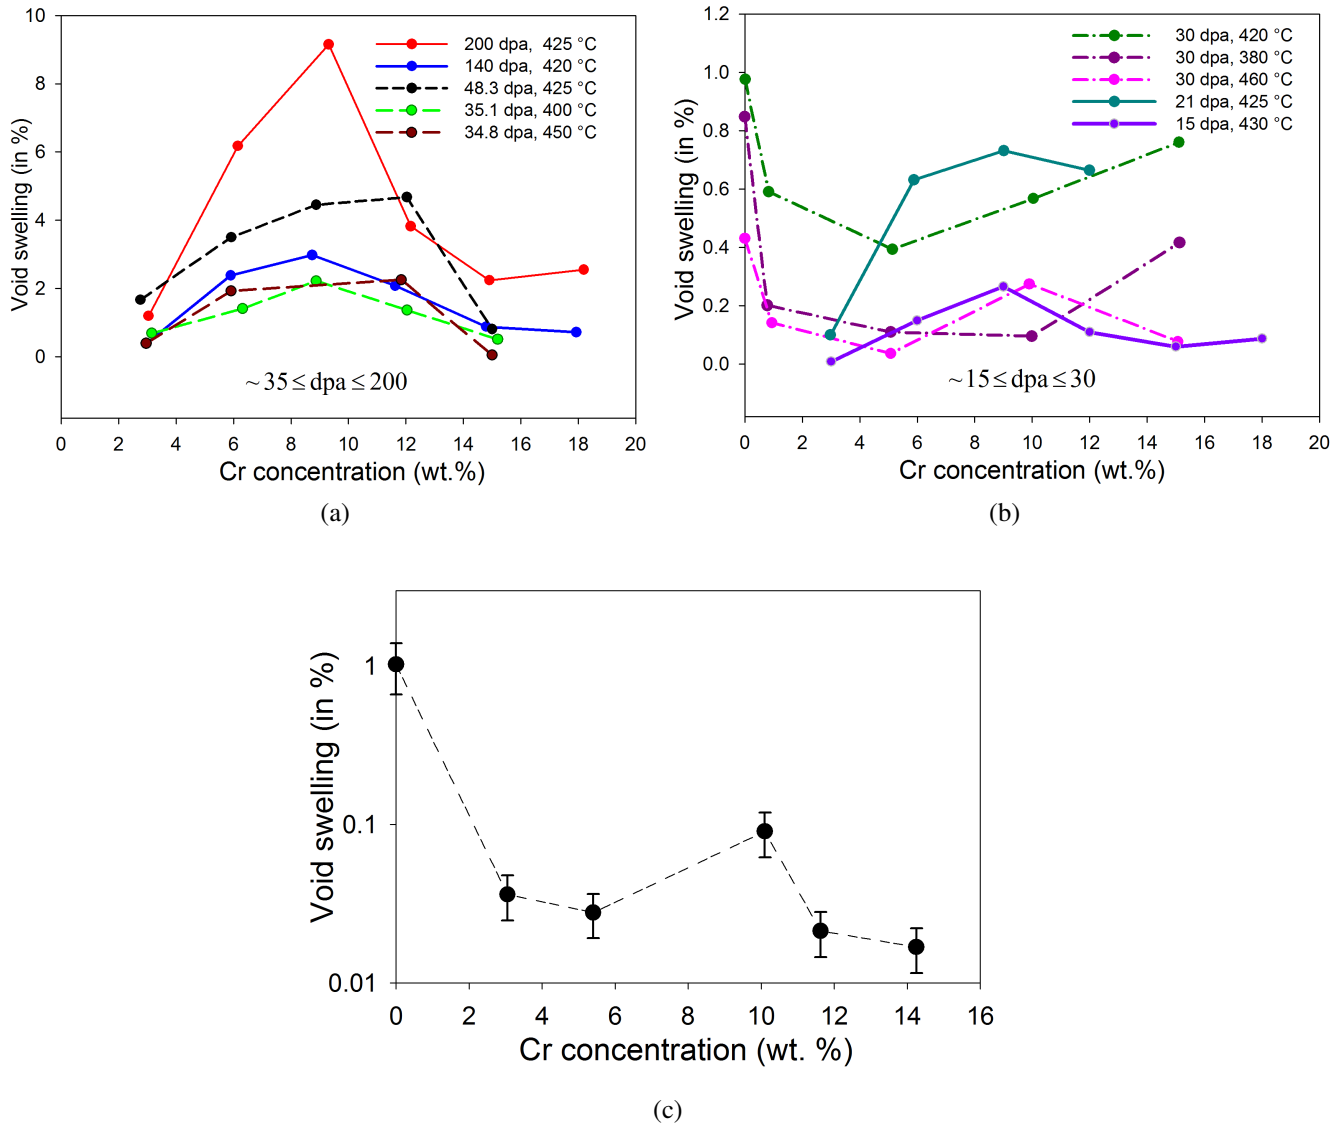 10
8
6
4
2
0
Void swelling (in %)
200 dpa, 425 °C
140 dpa, 420 °C
48.3 dpa, 425 °C
35.1 dpa, 400 °C
34.8 dpa, 450 °C
~ 35 ≤ dpa ≤ 200
0 2 4 6 8 10 12 14 16 18 20
Cr concentration (wt.%)
(a)
1.2
1.0
0.8
0.6
0.4
0.2
0.0
Void swelling (in %)
30 dpa, 420 °C
30 dpa, 380 °C
30 dpa, 460 °C
21 dpa, 425 °C
15 dpa, 430 °C
~ 15 ≤ dpa ≤ 30
0 2 4 6 8 10 12 14 16 18 20
Cr concentration (wt.%)
(b)
1
0.1
0.01
Void swelling (in %)
0 2 4 6 8 10 12 14 16
Cr concentration (wt. %)
(c)